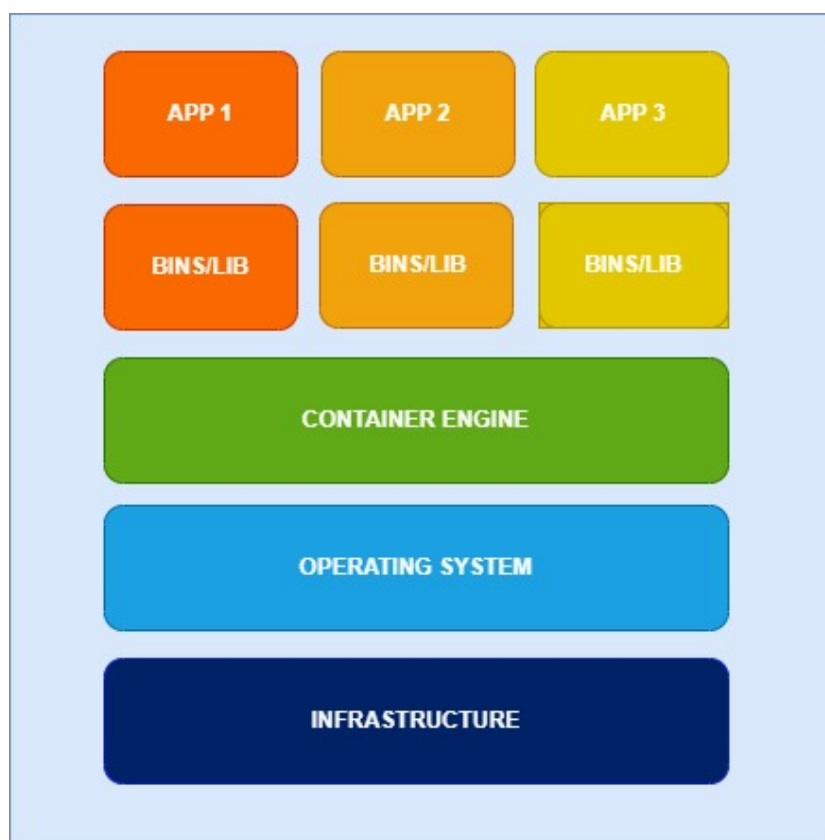 APP 1
APP 2
APP 3
BINS/LIB
BINS/LIB
BINS/LIB
CONTAINER ENGINE
OPERATING SYSTEM
INFRASTRUCTURE